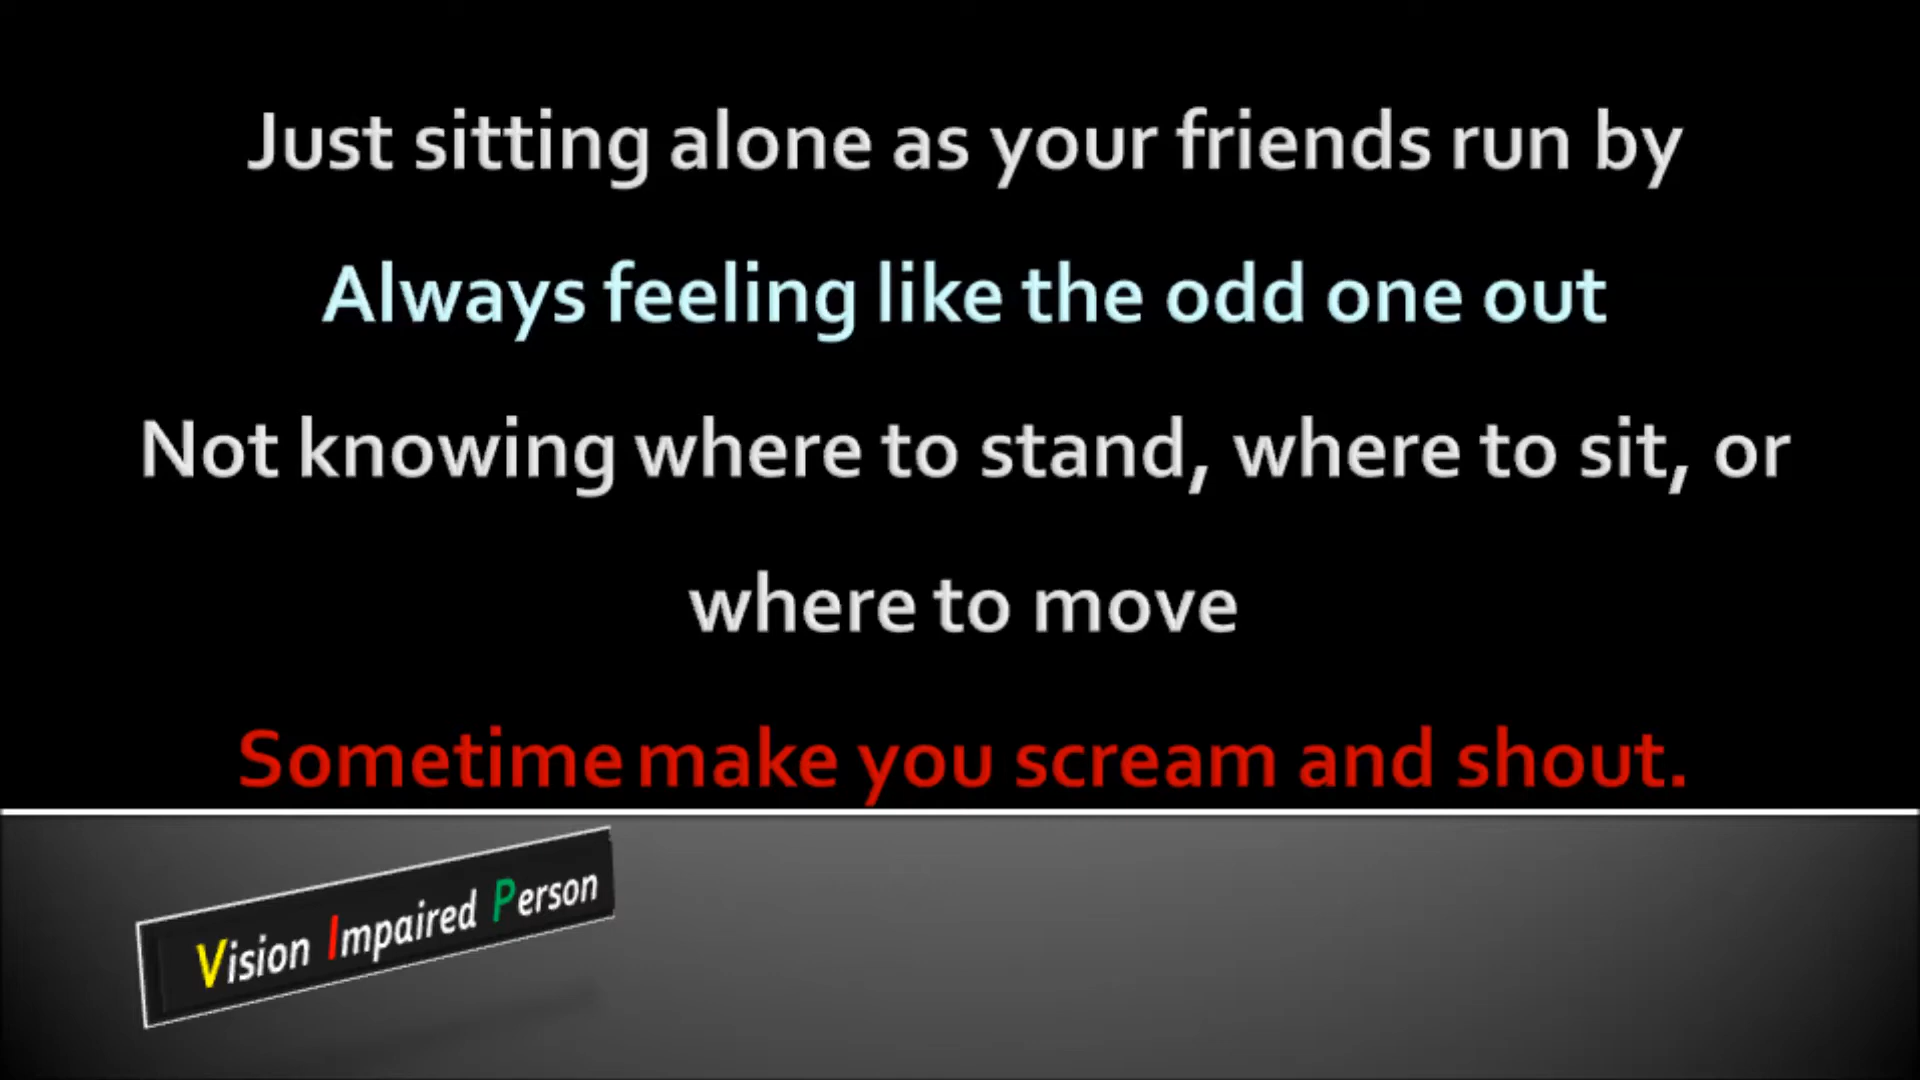 Just sitting alone as your friends run by
Always feeling like the odd one out
Not knowing where to stand, where to sit, or
where to move
Sometime make you scream and shout.
Vision Impaired Person